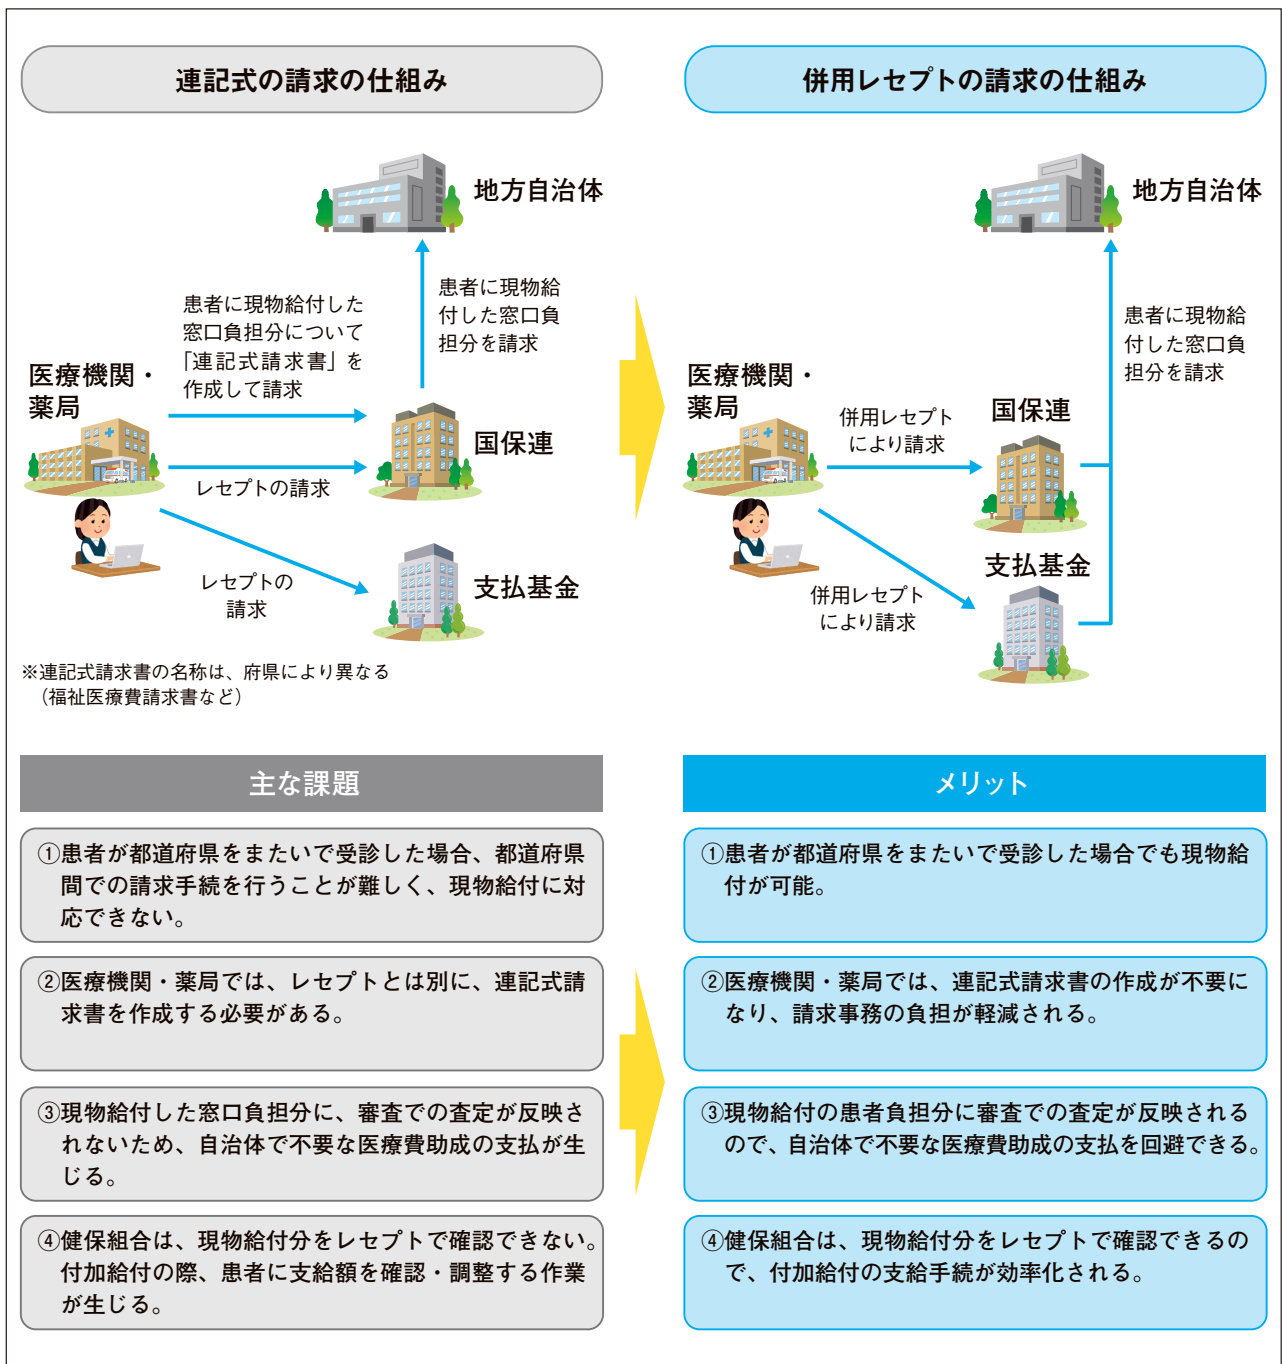 連記式の請求の仕組み
地方自治体
患者に現物給付した
窓口負担分について
「連記式請求書」を
作成して請求
患者に現物給
付した窓口負
担分を請求
医療機関・
薬局
国保連
レセプトの請求
レセプトの
請求
支払基金
※連記式請求書の名称は、府県により異なる
（福祉医療費請求書など）
併用レセプトの請求の仕組み
地方自治体
患者に現物給
付した窓口負
担分を請求
医療機関・
薬局
併用レセプト
により請求
国保連
併用レセプト
により請求
支払基金
主な課題
①患者が都道府県をまたいで受診した場合、都道府県
間での請求手続を行うことが難しく、現物給付に対
応できない。
②医療機関・薬局では、レセプトとは別に、連記式請
求書を作成する必要がある。
③現物給付した窓口負担分に、審査での査定が反映さ
れないため、自治体で不要な医療費助成の支払が生
じる。
④健保組合は、現物給付分をレセプトで確認できない。
付加給付の際、患者に支給額を確認・調整する作業
が生じる。
メリット
①患者が都道府県をまたいで受診した場合でも現物給
付が可能。
②医療機関・薬局では、連記式請求書の作成が不要に
なり、請求事務の負担が軽減される。
③現物給付の患者負担分に審査での査定が反映される
ので、自治体で不要な医療費助成の支払を回避できる。
④健保組合は、現物給付分をレセプトで確認できるの
で、付加給付の支給手続が効率化される。